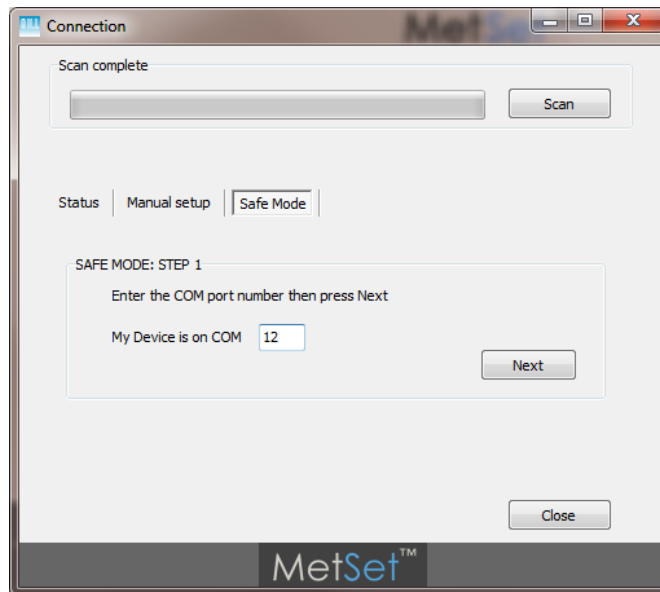 Connection
MetSet
Scan complete
Scan
Status Manual setup Safe Mode
SAFE MODE: STEP 1
Enter the COM port number then press Next
My Device is on COM 12
Next
Close
MetSet™